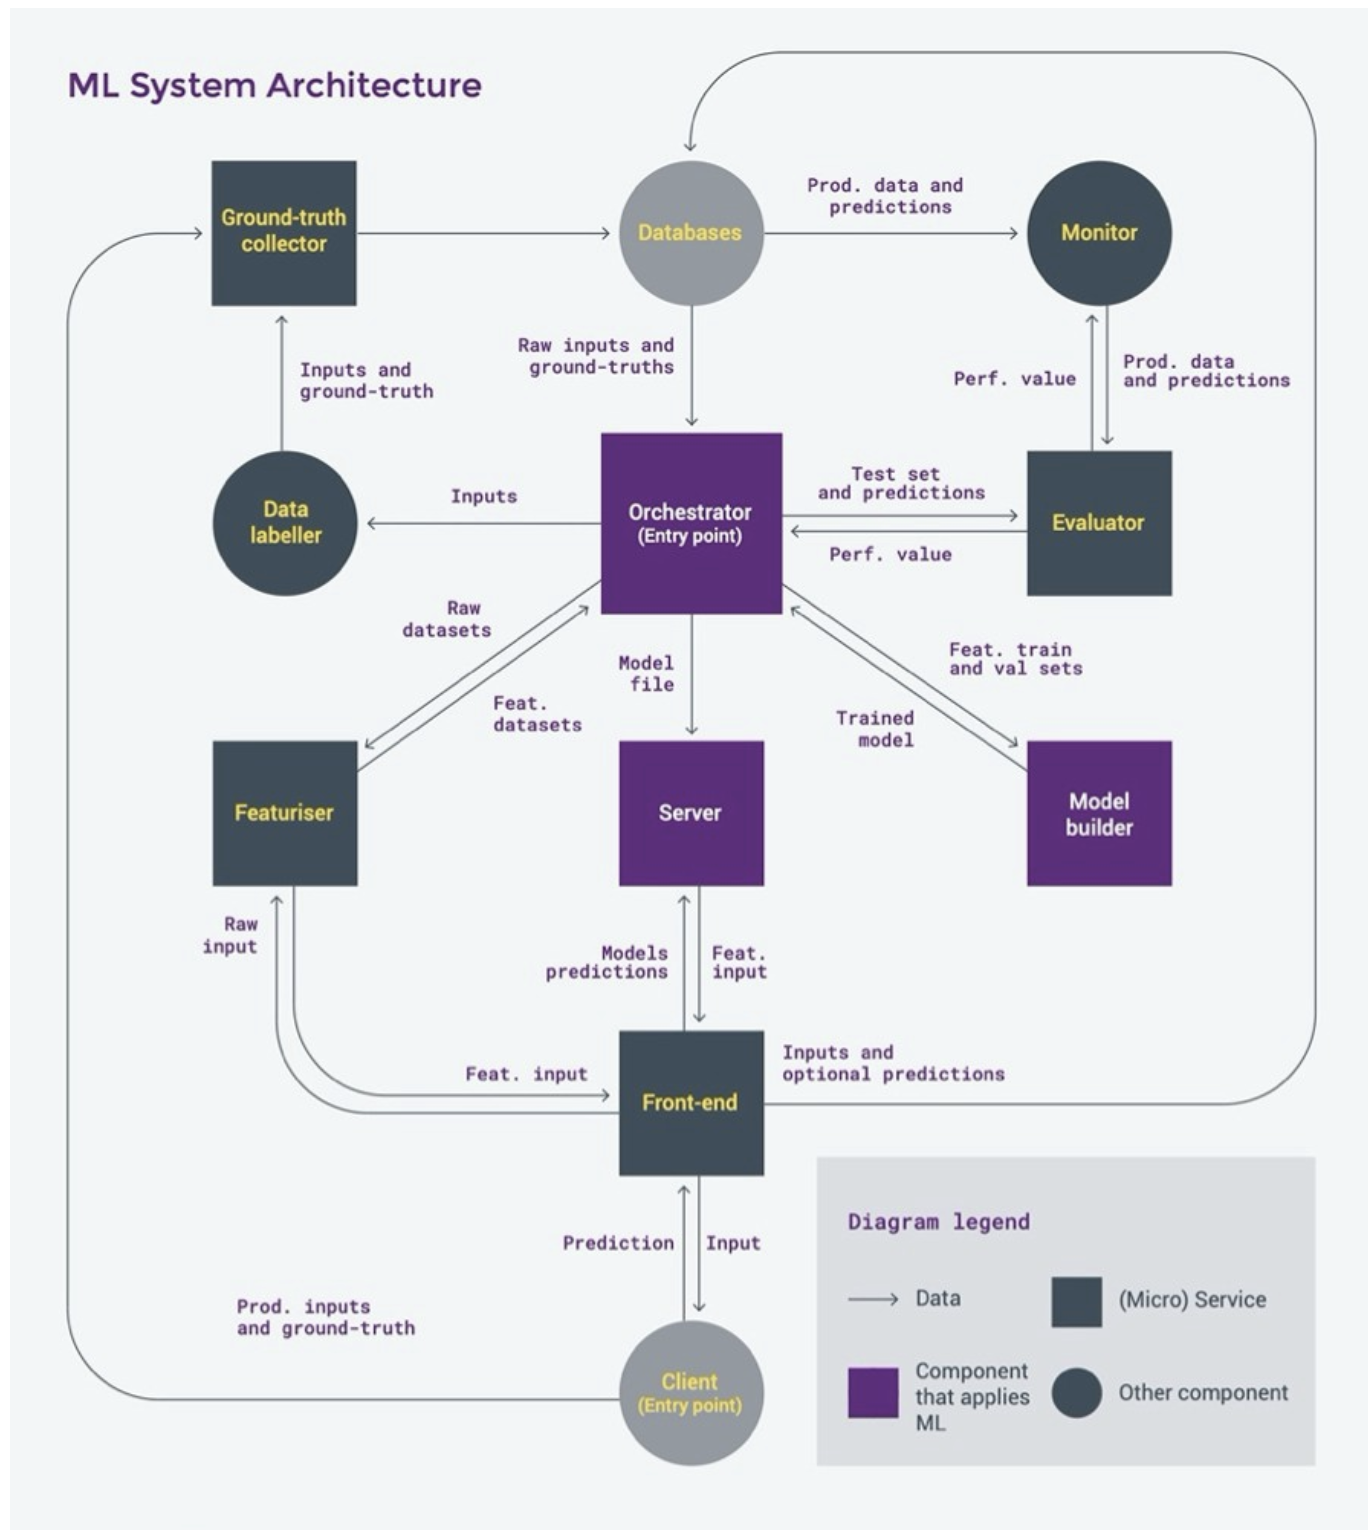 ML System Architecture
Ground-truth
collector
Databases
Prod. data and
predictions
Monitor
Inputs and
ground-truth
Raw inputs and
ground-truths
Perf. value
Prod. data
and predictions
Data
labeller
Inputs
Orchestrator
(Entry point)
Test set
and predictions
Perf. value
Evaluator
Raw
datasets
Feat.
datasets
Model
file
Trained
model
Feat. train
and val sets
Featuriser
Server
Model
builder
Raw
input
Models
predictions
Feat.
input
Feat. input
Front-end
Inputs and
optional predictions
Prediction
Input
Prod. inputs
and ground-truth
Client
(Entry point)
Diagram legend
Data
(Micro) Service
Component
that applies
ML
Other component